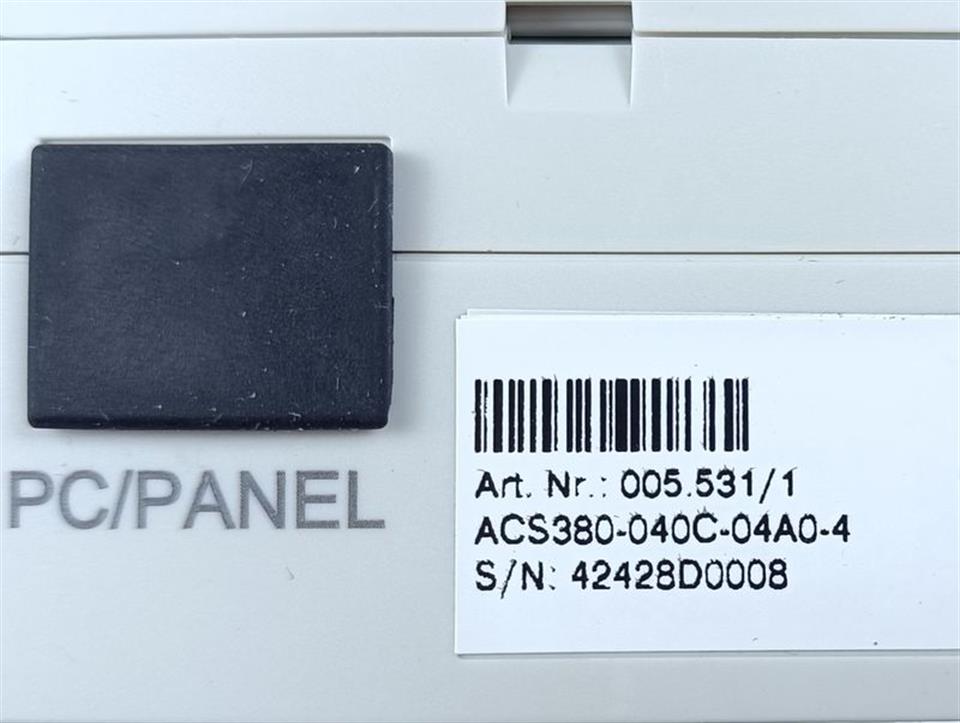 PC/PANEL
Art. Nr.: 005.531/1
ACS380-040C-04A0-4
S/N: 42428D0008